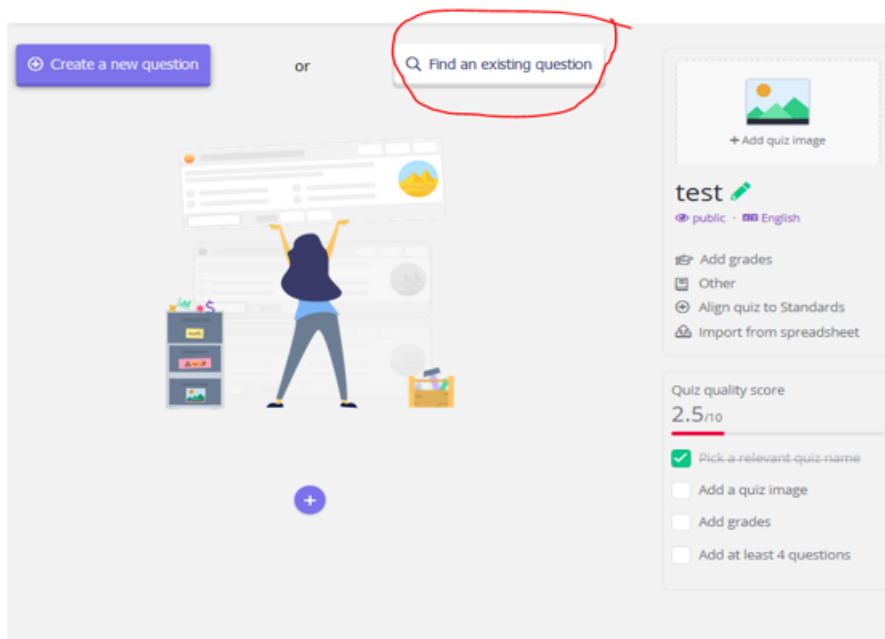 Create a new question
or
Find an existing question
+ Add quiz image
test
public · English
Add grades
Other
Align quiz to Standards
Import from spreadsheet
Quiz quality score
2.5/10
Pick a relevant quiz name
Add a quiz image
Add grades
Add at least 4 questions